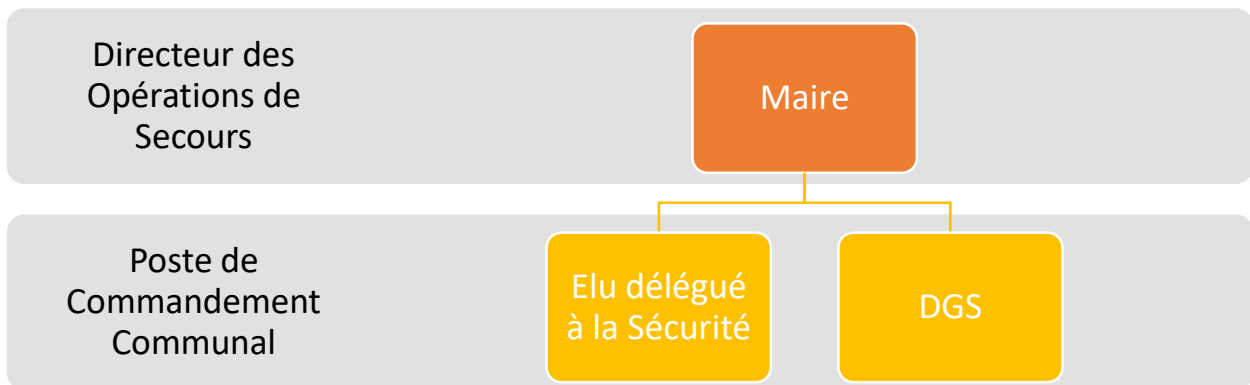 Directeur des
Opérations de
Secours
Maire
Poste de
Commandement
Communal
Elu délégué
à la Sécurité
DGS